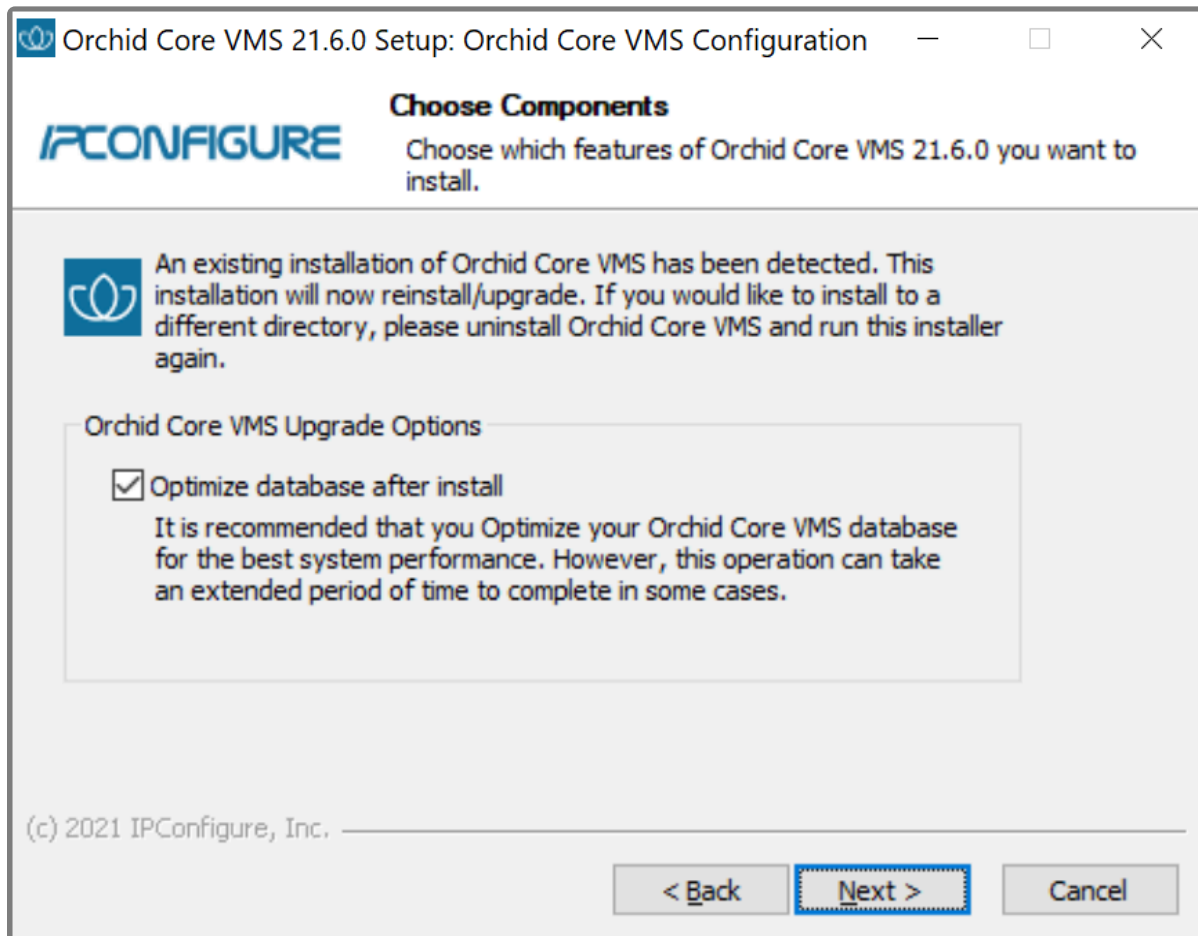 Orchid Core VMS 21.6.0 Setup: Orchid Core VMS Configuration
IPCONFIGURE
Choose Components
Choose which features of Orchid Core VMS 21.6.0 you want to
install.
An existing installation of Orchid Core VMS has been detected. This
installation will now reinstall/upgrade. If you would like to install to a
different directory, please uninstall Orchid Core VMS and run this installer
again.
Orchid Core VMS Upgrade Options
Optimize database after install
It is recommended that you Optimize your Orchid Core VMS database
for the best system performance. However, this operation can take
an extended period of time to complete in some cases.
(c) 2021 IPConfigure, Inc.
< Back Next > Cancel